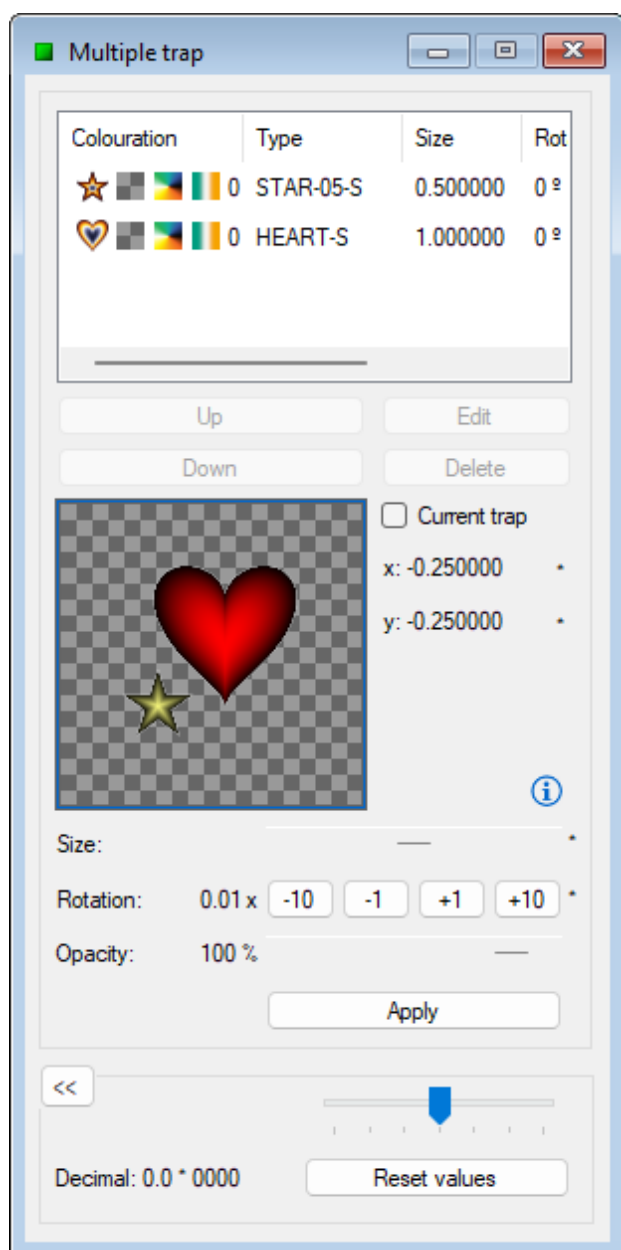 Multiple trap
Colouration Type Size Rot
0 STAR-05-S 0.500000 0 º
0 HEART-S 1.000000 0 º
Up Edit
Down Delete
Current trap
x: -0.250000 *
y: -0.250000 *
Size: *
Rotation: 0.01 x -10 -1 +1 +10 *
Opacity: 100 %
Apply
<<
Decimal: 0.0 * 0000 Reset values